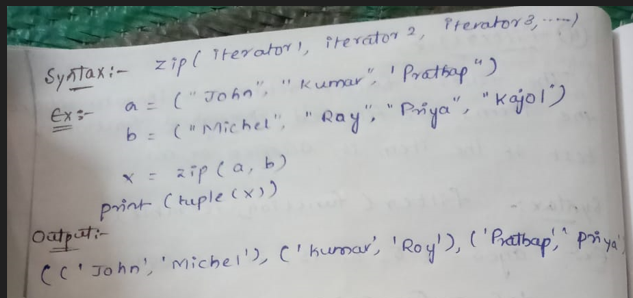 Syntax:- zip( iterator1, iterator 2, iterator3, .....)
Ex:- a = ("John", "Kumar", 'Prathap")
b = ("Michel", "Roy", "Priya", "Kajol')
x = zip (a, b)
print (tuple (x))
Output:-
(('John', 'Michel'), ('kumar', 'Roy'), ('Prathap', 'priya'